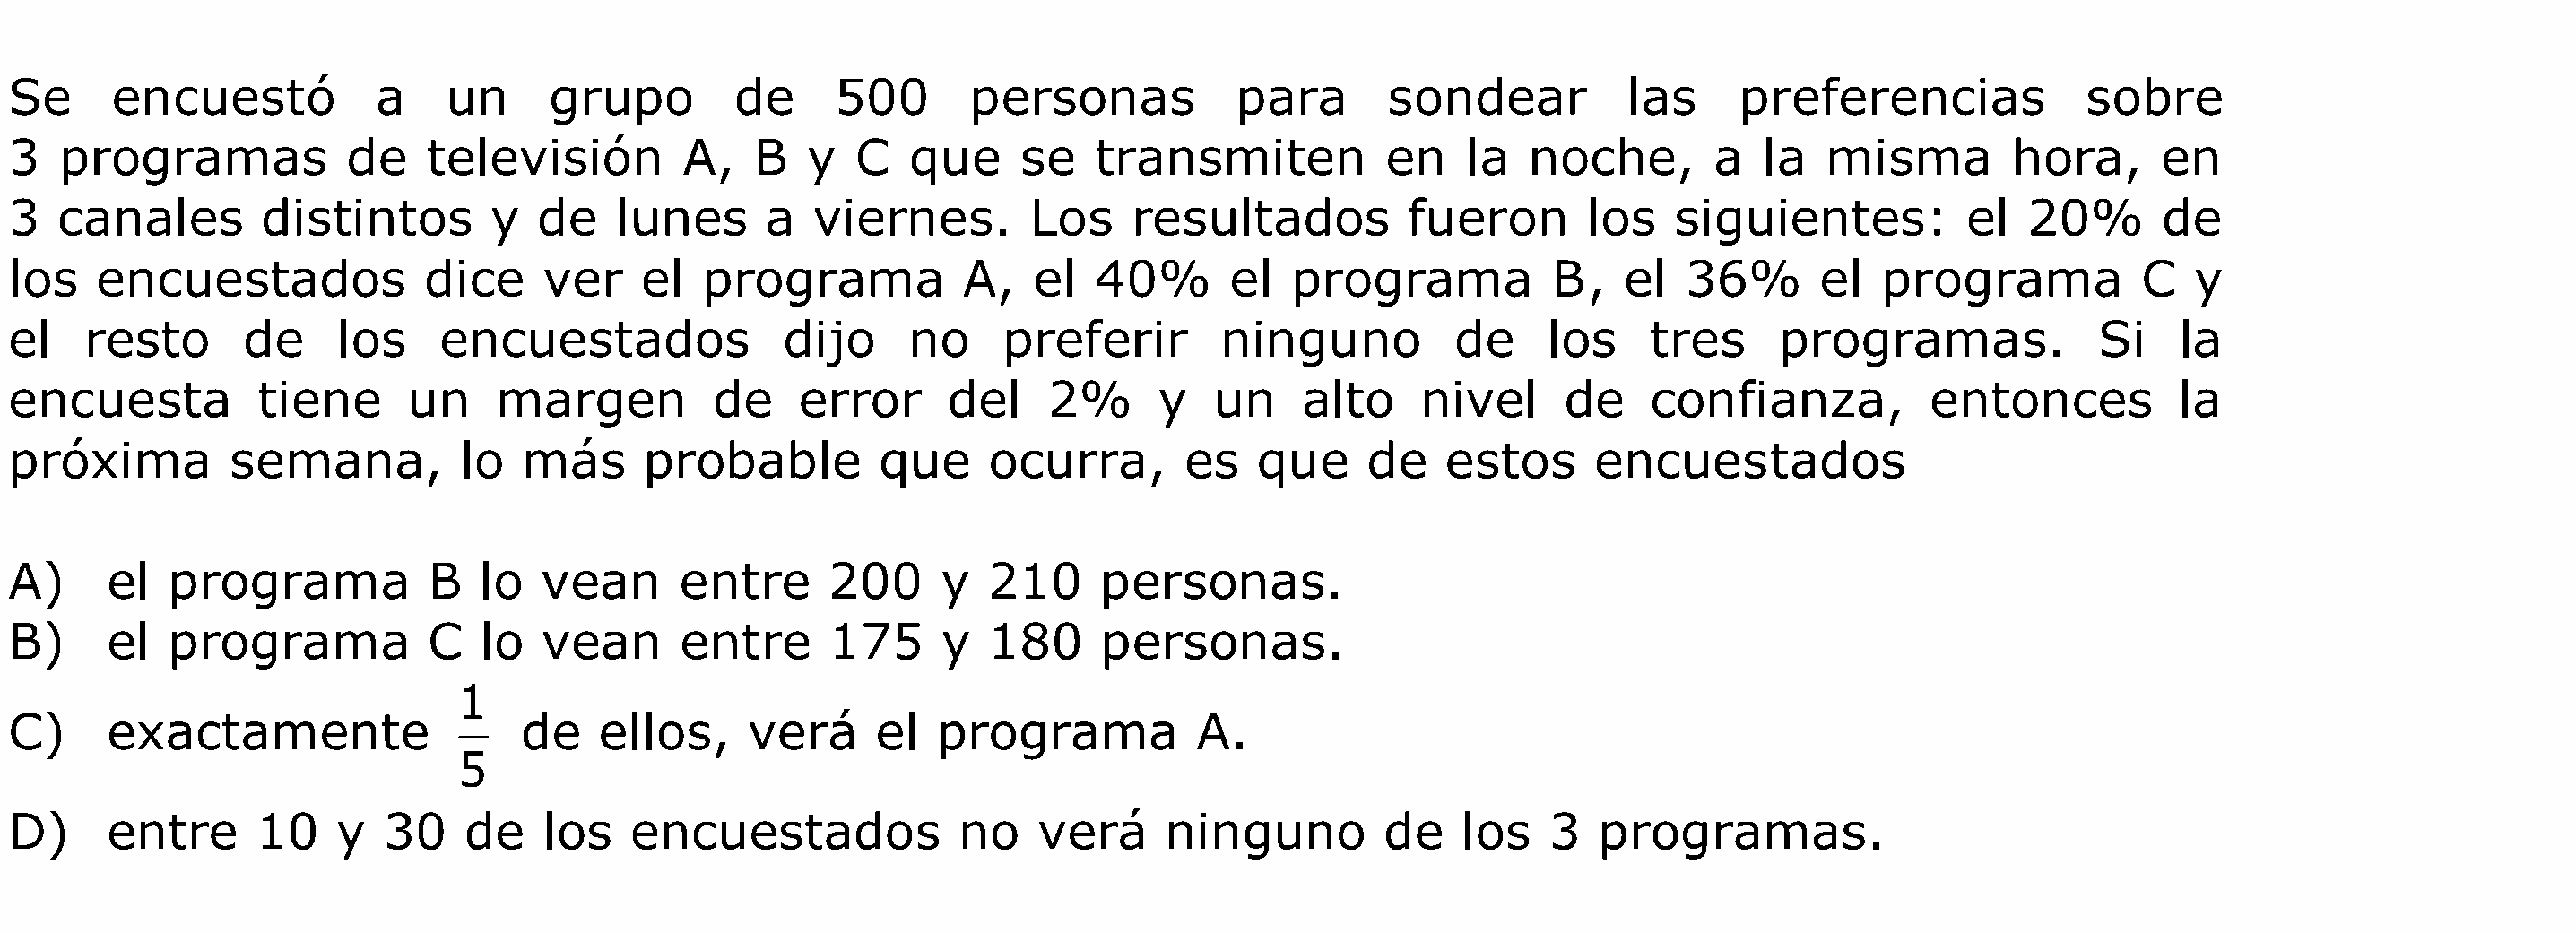 Se encuestó a un grupo de 500 personas para sondear las preferencias sobre
3 programas de televisión A, B y C que se transmiten en la noche, a la misma hora, en
3 canales distintos y de lunes a viernes. Los resultados fueron los siguientes: el 20% de
los encuestados dice ver el programa A, el 40% el programa B, el 36% el programa C y
el resto de los encuestados dijo no preferir ninguno de los tres programas. Si la
encuesta tiene un margen de error del 2% y un alto nivel de confianza, entonces la
próxima semana, lo más probable que ocurra, es que de estos encuestados
A) el programa B lo vean entre 200 y 210 personas.
B) el programa C lo vean entre 175 y 180 personas.
C) exactamente 1/5 de ellos, verá el programa A.
D) entre 10 y 30 de los encuestados no verá ninguno de los 3 programas.